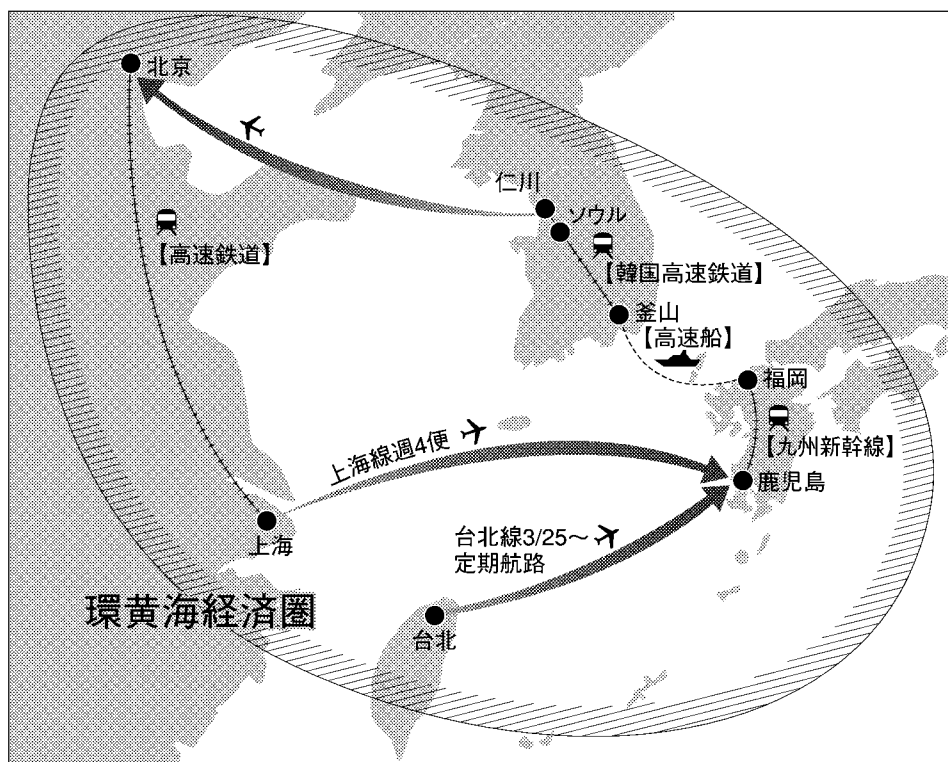 北京
仁川
ソウル
【高速鉄道】
【韓国高速鉄道】
釜山
【高速船】
福岡
【九州新幹線】
上海線週4便
鹿児島
上海
台北線3/25～
定期航路
環黄海経済圏
台北